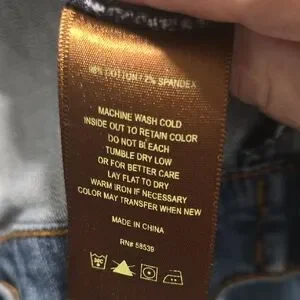 98% COTTON / 2% SPANDEX
MACHINE WASH COLD
INSIDE OUT TO RETAIN COLOR
DO NOT BLEACH
TUMBLE DRY LOW
OR FOR BETTER CARE
LAY FLAT TO DRY
WARM IRON IF NECESSARY
COLOR MAY TRANSFER WHEN NEW
MADE IN CHINA
RN# 58539